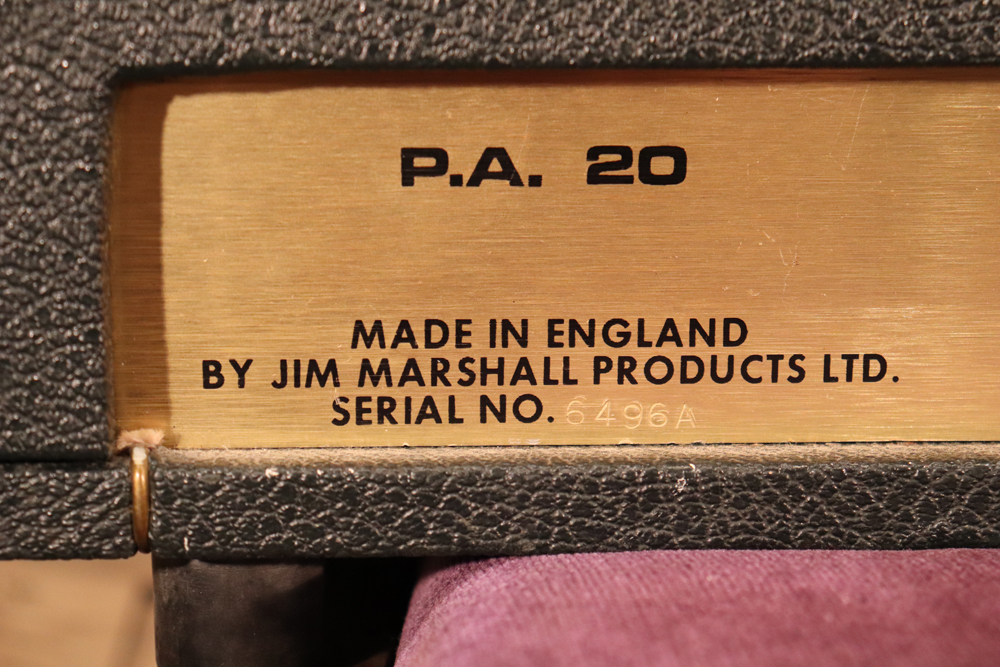 P.A. 20
MADE IN ENGLAND
BY JIM MARSHALL PRODUCTS LTD.
SERIAL NO. 6496A